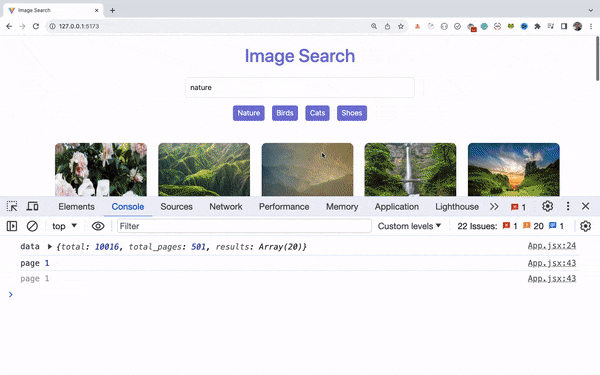 Image Search
127.0.0.1:5173
Image Search
nature
Nature Birds Cats Shoes
Elements Console Sources Network Performance Memory Application Lighthouse 1
top Filter Custom levels 22 Issues: 1 20 1
data {total: 10016, total_pages: 501, results: Array(20)} App.jsx:24
page 1 App.jsx:43
page 1 App.jsx:43